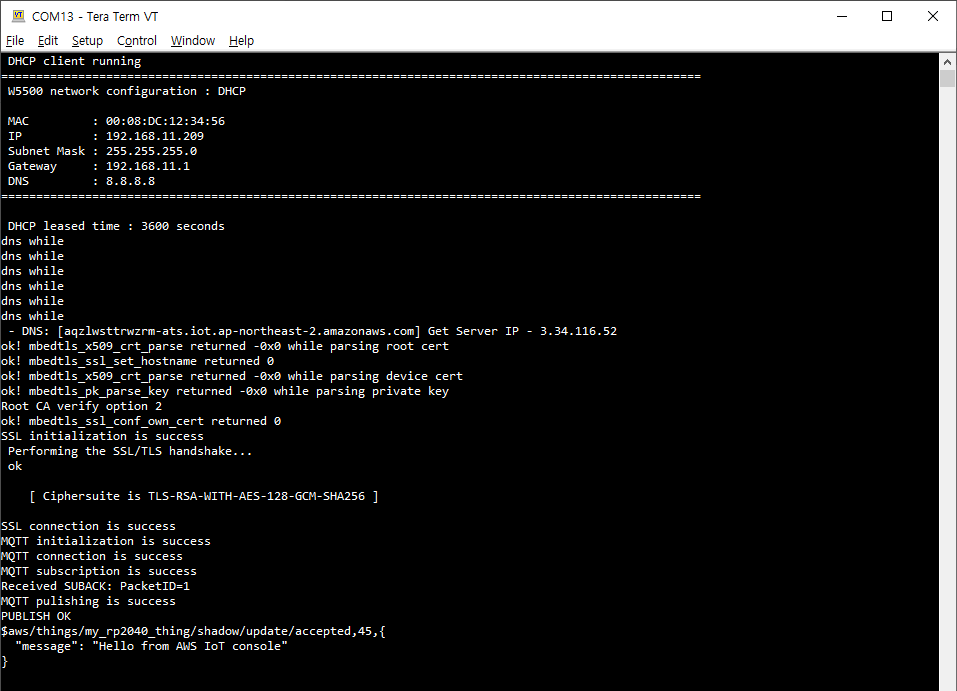 COM13 - Tera Term VT
File Edit Setup Control Window Help
DHCP client running
====================================================================================================
W5500 network configuration : DHCP
MAC         : 00:08:DC:12:34:56
IP          : 192.168.11.209
Subnet Mask : 255.255.255.0
Gateway     : 192.168.11.1
DNS         : 8.8.8.8
====================================================================================================
DHCP leased time : 3600 seconds
dns while
dns while
dns while
dns while
dns while
dns while
- DNS: [aqzlwsttrwzrm-ats.iot.ap-northeast-2.amazonaws.com] Get Server IP - 3.34.116.52
ok! mbedtls_x509_crt_parse returned -0x0 while parsing root cert
ok! mbedtls_ssl_set_hostname returned 0
ok! mbedtls_x509_crt_parse returned -0x0 while parsing device cert
ok! mbedtls_pk_parse_key returned -0x0 while parsing private key
Root CA verify option 2
ok! mbedtls_ssl_conf_own_cert returned 0
SSL initialization is success
Performing the SSL/TLS handshake...
ok
[ Ciphersuite is TLS-RSA-WITH-AES-128-GCM-SHA256 ]
SSL connection is success
MQTT initialization is success
MQTT connection is success
MQTT subscription is success
Received SUBACK: PacketID=1
MQTT pulishing is success
PUBLISH OK
$aws/things/my_rp2040_thing/shadow/update/accepted,45,{
"message": "Hello from AWS IoT console"
}